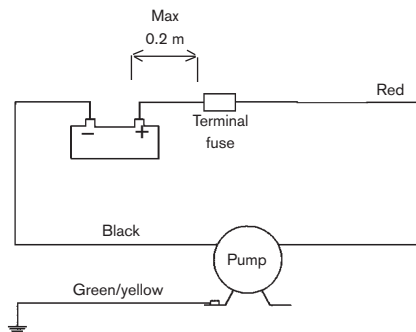 Max
0.2 m
Red
− +
Terminal
fuse
Black
Pump
Green/yellow